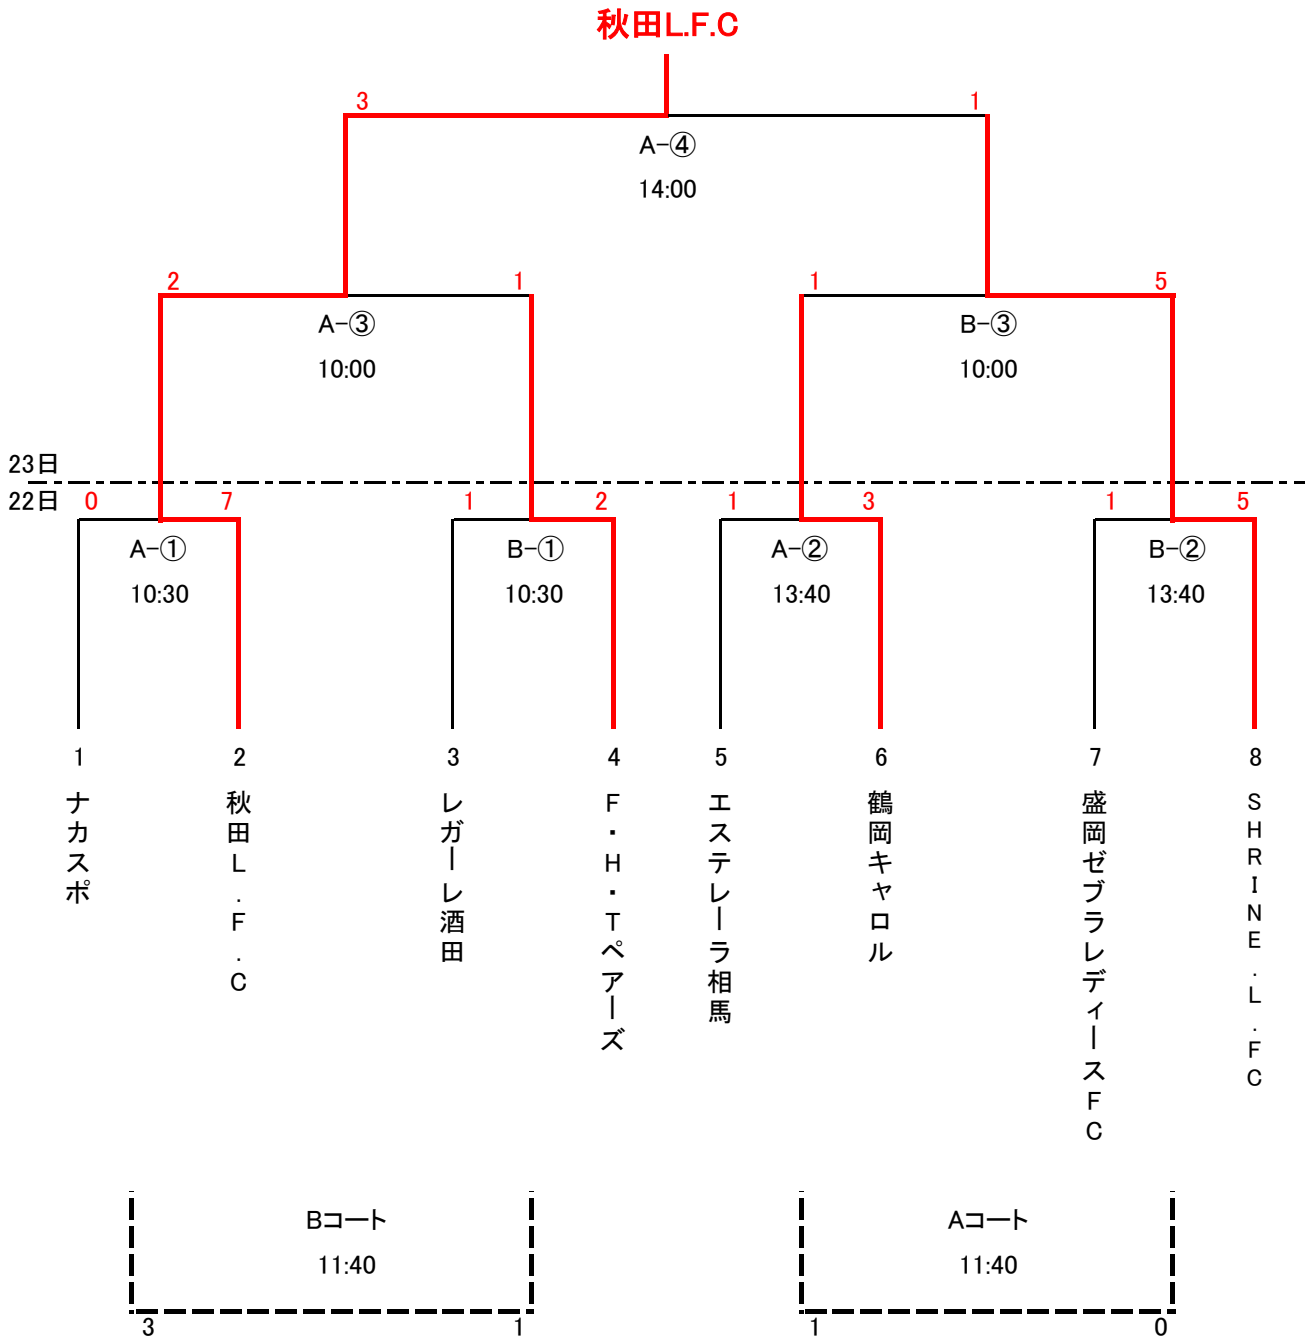 秋田L.F.C
3 1
A-④
14:00
2 1 1 5
A-③ B-③
10:00 10:00
23日
22日 0 7 1 2 1 3 1 5
A-① B-① A-② B-②
10:30 10:30 13:40 13:40
1 2 3 4 5 6 7 8
ナカスポ
秋田L.F.C
レガーレ酒田
F・H・Tペアーズ
エステレーラ相馬
鶴岡キャロル
盛岡ゼブラレディースFC
SHRINE.L.FC
Bコート Aコート
11:40 11:40
3 1 1 0